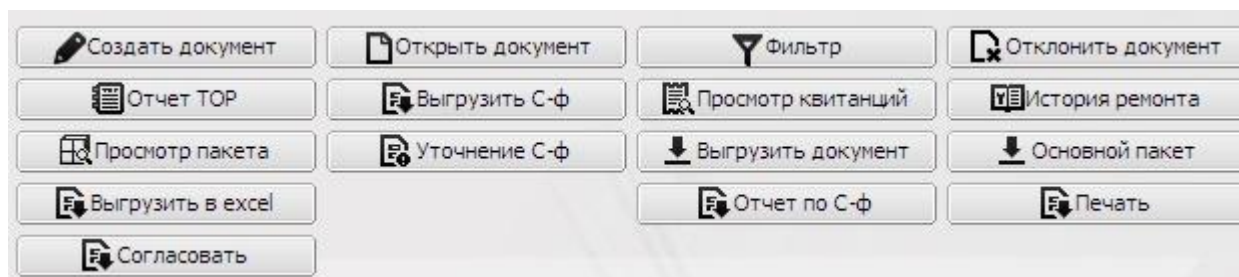 Создать документ
Открыть документ
Фильтр
Отклонить документ
Отчет ТОР
Выгрузить С-ф
Просмотр квитанций
История ремонта
Просмотр пакета
Уточнение С-ф
Выгрузить документ
Основной пакет
Выгрузить в excel
Отчет по С-ф
Печать
Согласовать